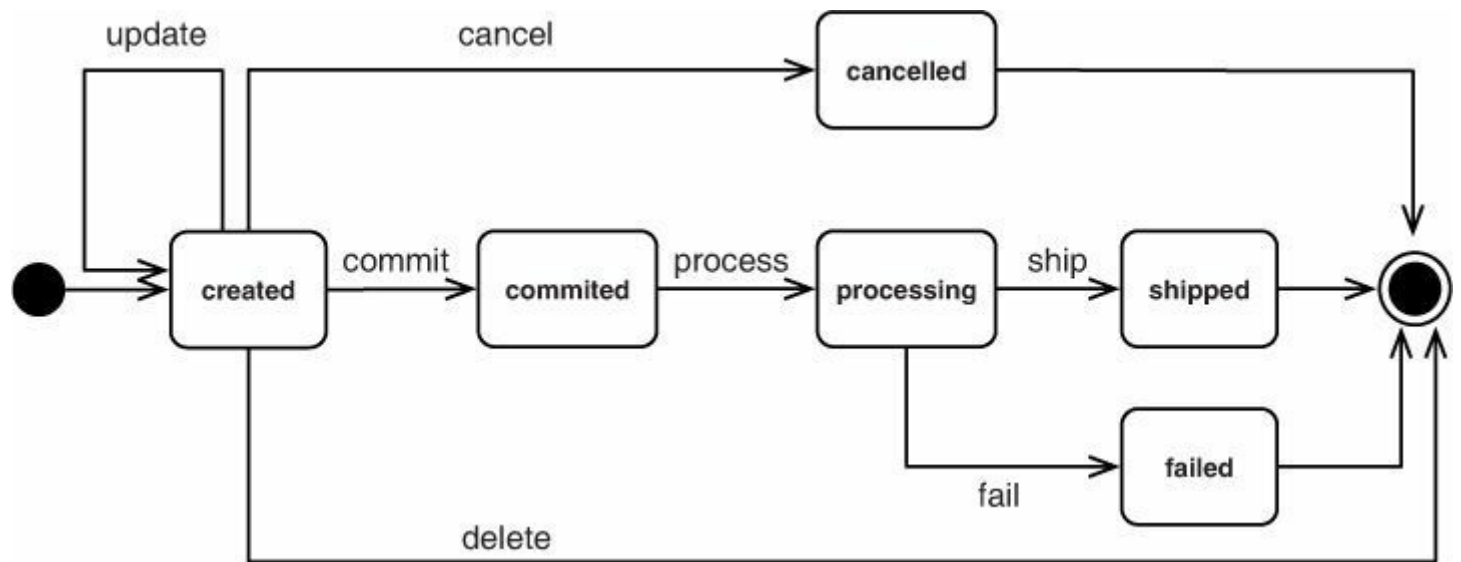 update
cancel
cancelled
created
commit
commited
process
processing
ship
shipped
fail
failed
delete